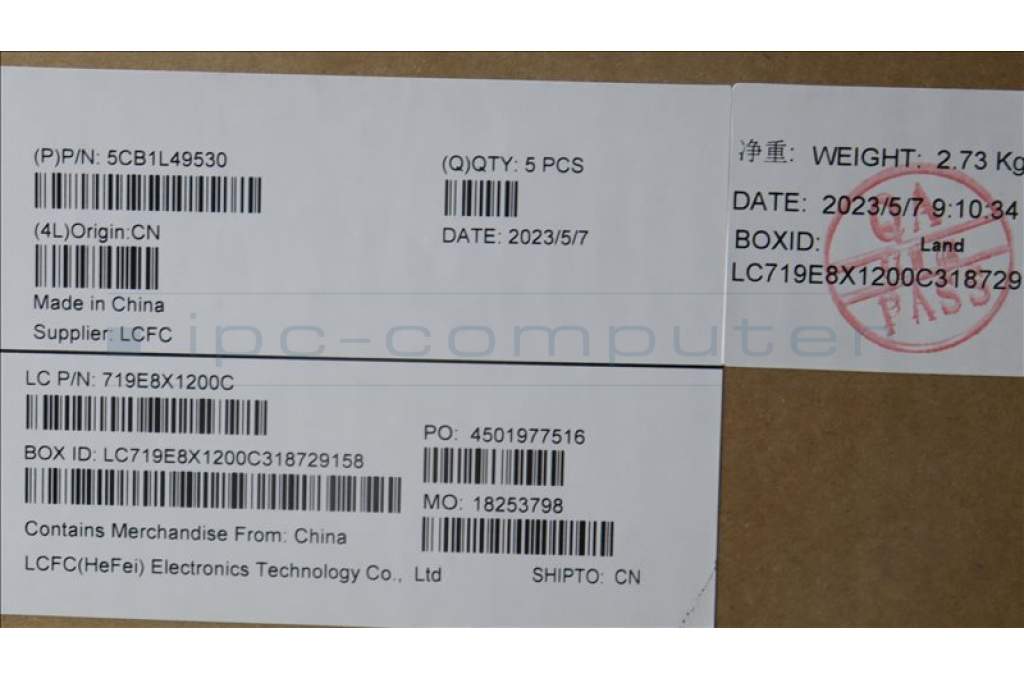 (P)P/N: 5CB1L49530
(Q)QTY: 5 PCS
(4L)Origin:CN
DATE: 2023/5/7
Made in China
Supplier: LCFC
净重: WEIGHT: 2.73 Kg
DATE: 2023/5/7 9:10:34
BOXID: Land
LC719E8X1200C318729
QA
PASS
ipc-computer
LC P/N: 719E8X1200C
PO: 4501977516
BOX ID: LC719E8X1200C318729158
MO: 18253798
Contains Merchandise From: China
LCFC(HeFei) Electronics Technology Co., Ltd
SHIPTO: CN